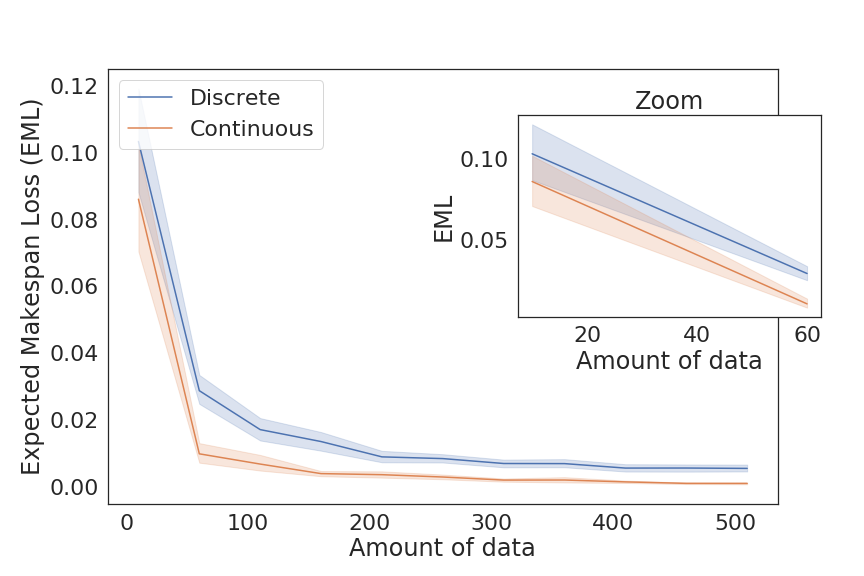 Expected Makespan Loss (EML)
0.12
0.10
0.08
0.06
0.04
0.02
0.00
0 100 200 300 400 500
Amount of data
Discrete
Continuous
Zoom
EML
0.10
0.05
20 40 60
Amount of data